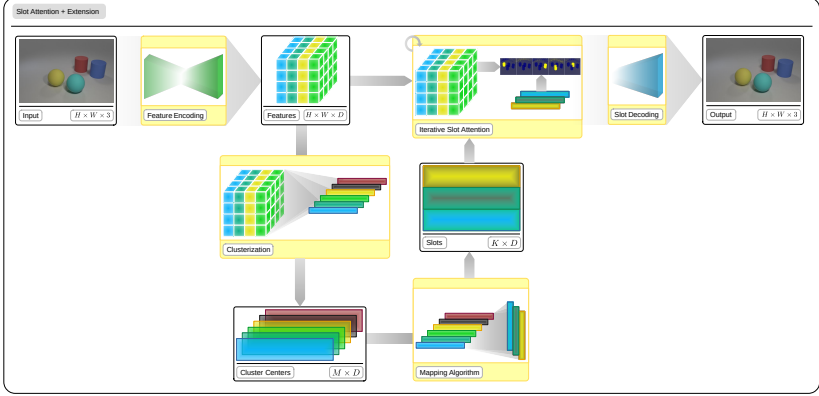 Slot Attention + Extension
Input
H × W × 3
Feature Encoding
Features
H × W × D
Iterative Slot Attention
Slot Decoding
Output
H × W × 3
Clusterization
Slots
K × D
Cluster Centers
M × D
Mapping Algorithm